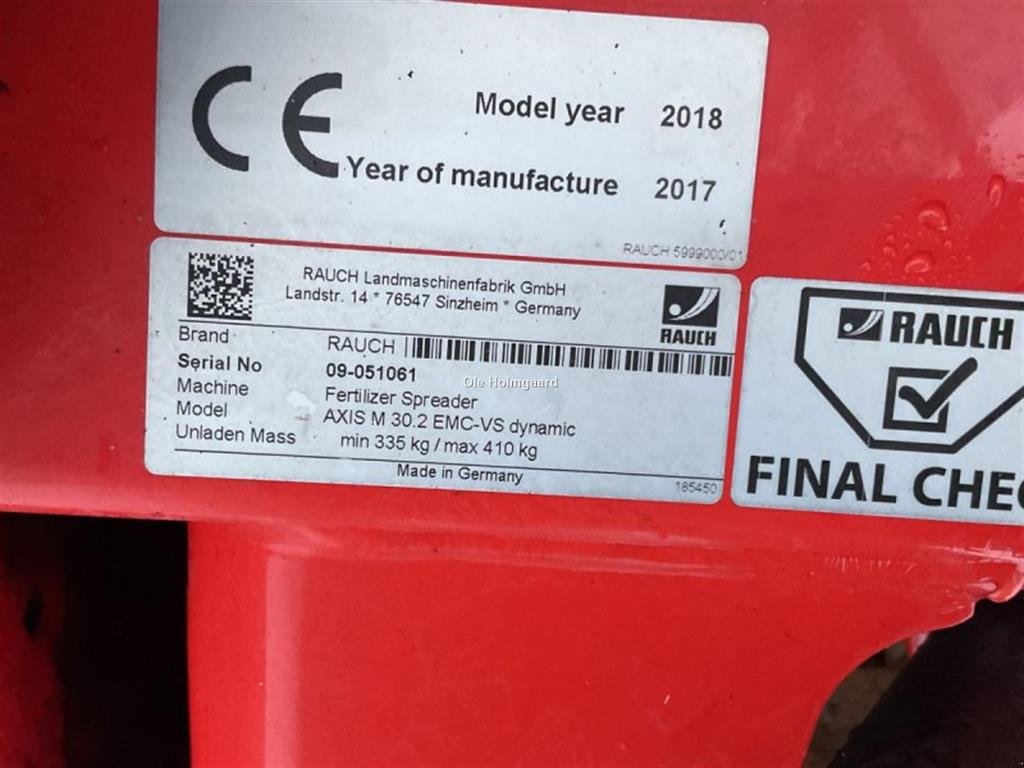 CE
Model year 2018
Year of manufacture 2017
RAUCH 5999000/01
RAUCH Landmaschinenfabrik GmbH
Landstr. 14 * 76547 Sinzheim * Germany
RAUCH
Brand RAUCH
Serial No 09-051061
Machine Fertilizer Spreader
Model AXIS M 30.2 EMC-VS dynamic
Unladen Mass min 335 kg / max 410 kg
Made in Germany
185450
RAUCH
FINAL CHEC
Ole Holmgaard